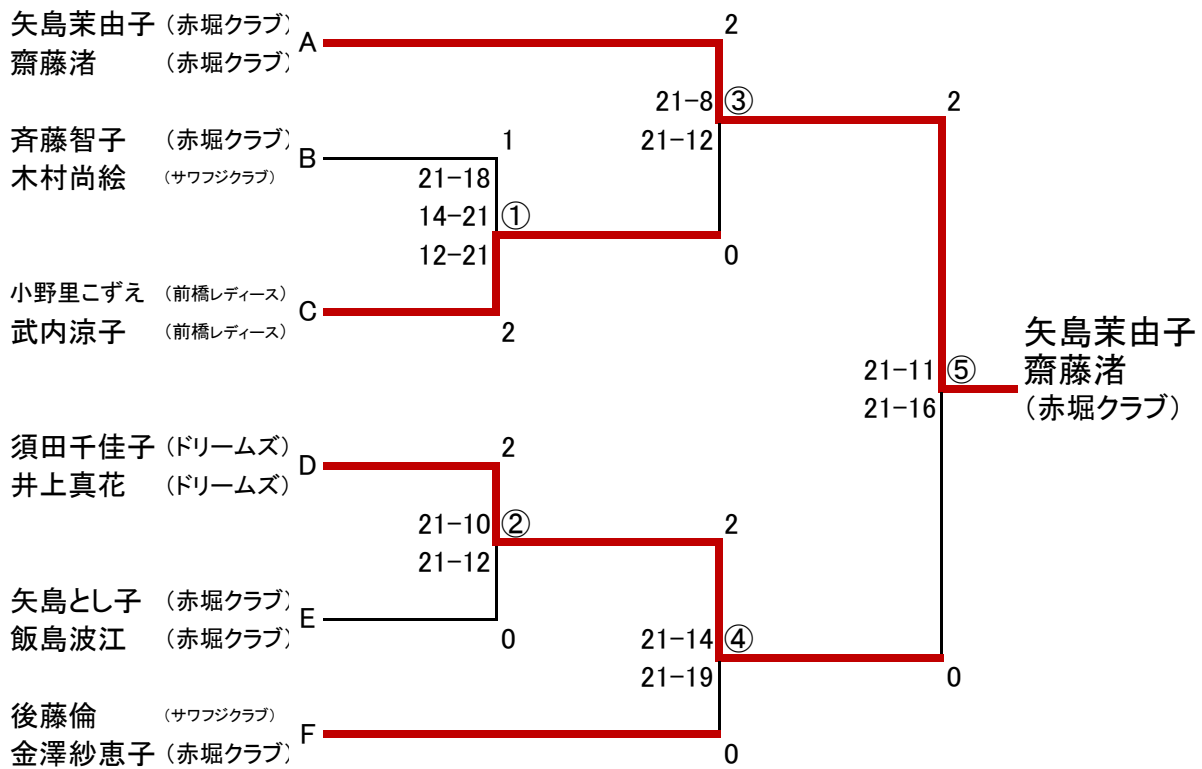 矢島茉由子 (赤堀クラブ) A
齋藤渚 (赤堀クラブ)
2
21-8 ③
21-12
2
斉藤智子 (赤堀クラブ) B
木村尚絵 (サワフジクラブ)
1
21-18
14-21 ①
12-21
0
小野里こずえ (前橋レディース) C
武内涼子 (前橋レディース)
2
21-11 ⑤
21-16
矢島茉由子
齋藤渚
(赤堀クラブ)
須田千佳子 (ドリームズ) D
井上真花 (ドリームズ)
2
21-10 ②
21-12
2
矢島とし子 (赤堀クラブ) E
飯島波江 (赤堀クラブ)
0
21-14 ④
21-19
0
後藤倫 (サワフジクラブ) F
金澤紗恵子 (赤堀クラブ)
0